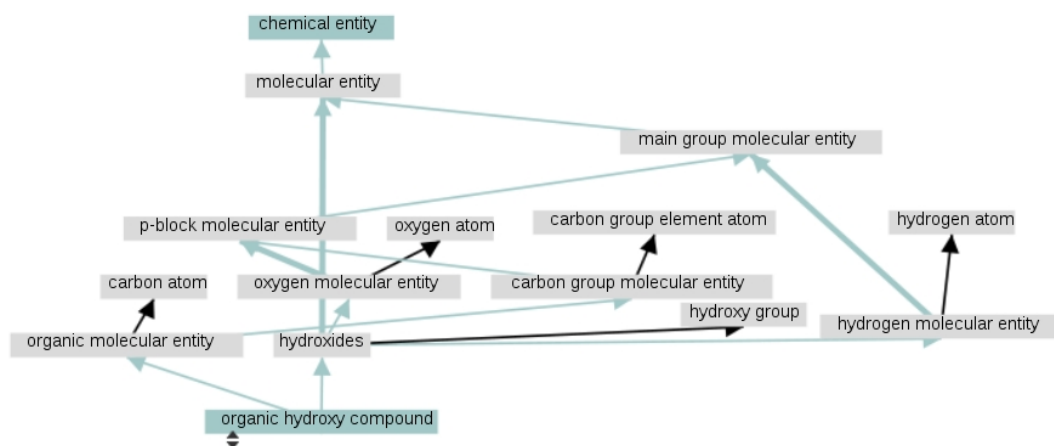 chemical entity
molecular entity
main group molecular entity
p-block molecular entity
oxygen atom
carbon group element atom
hydrogen atom
carbon atom
oxygen molecular entity
carbon group molecular entity
hydroxy group
hydrogen molecular entity
organic molecular entity
hydroxides
organic hydroxy compound